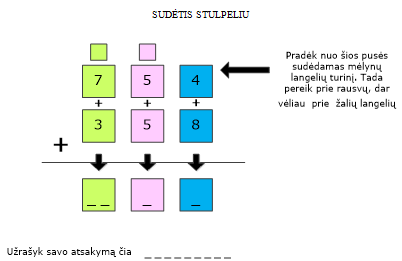 SUDĖTIS STULPELIU
Pradėk nuo šios pusės
sudėdamas mėlynų
langelių turinį. Tada
pereik prie rausvų, dar
vėliau prie žalių langelių
7 5 4
+ + +
3 5 8
+
_ _ _ _
Užrašyk savo atsakymą čia _ _ _ _ _ _ _ _ _